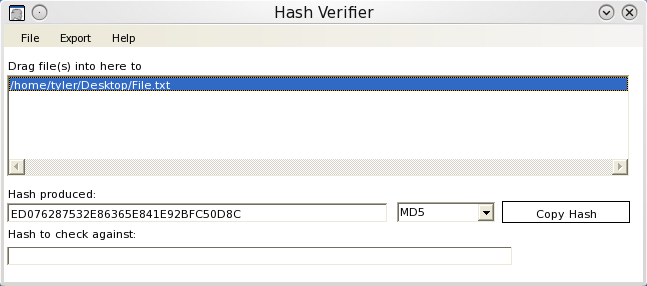 Hash Verifier
File Export Help
Drag file(s) into here to
/home/tyler/Desktop/File.txt
Hash produced:
ED076287532E86365E841E92BFC50D8C MD5 Copy Hash
Hash to check against: